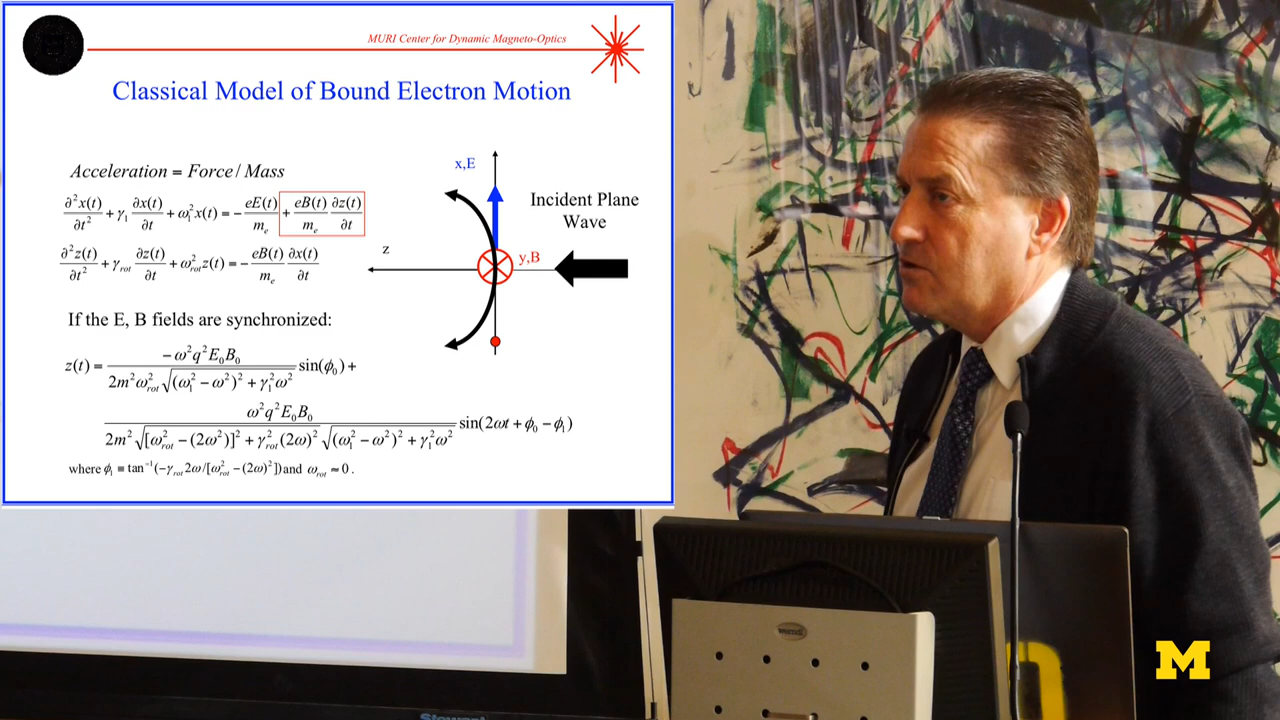 MURI Center for Dynamic Magneto-Optics
Classical Model of Bound Electron Motion
Acceleration = Force / Mass
∂²x(t)/∂t² + γ₁ ∂x(t)/∂t + ω₁²x(t) = − eE(t)/mₑ + eB(t)/mₑ ∂z(t)/∂t
∂²z(t)/∂t² + γ_rot ∂z(t)/∂t + ω²_rot z(t) = − eB(t)/mₑ ∂x(t)/∂t
x,E
Incident Plane
Wave
z
y,B
If the E, B fields are synchronized:
z(t) = −ω²q²E₀B₀ / 2m²ω²_rot √(ω₁² − ω²)² + γ₁²ω² sin(ϕ₀) +
ω²q²E₀B₀ / 2m² √[ω²_rot − (2ω²)]² + γ²_rot (2ω)² √(ω₁² − ω²)² + γ₁²ω² sin(2ωt + ϕ₀ − ϕ₁)
where ϕ₁ ≡ tan⁻¹(−γ_rot 2ω/[ω²_rot − (2ω)²]) and ω_rot ≈ 0 .
M